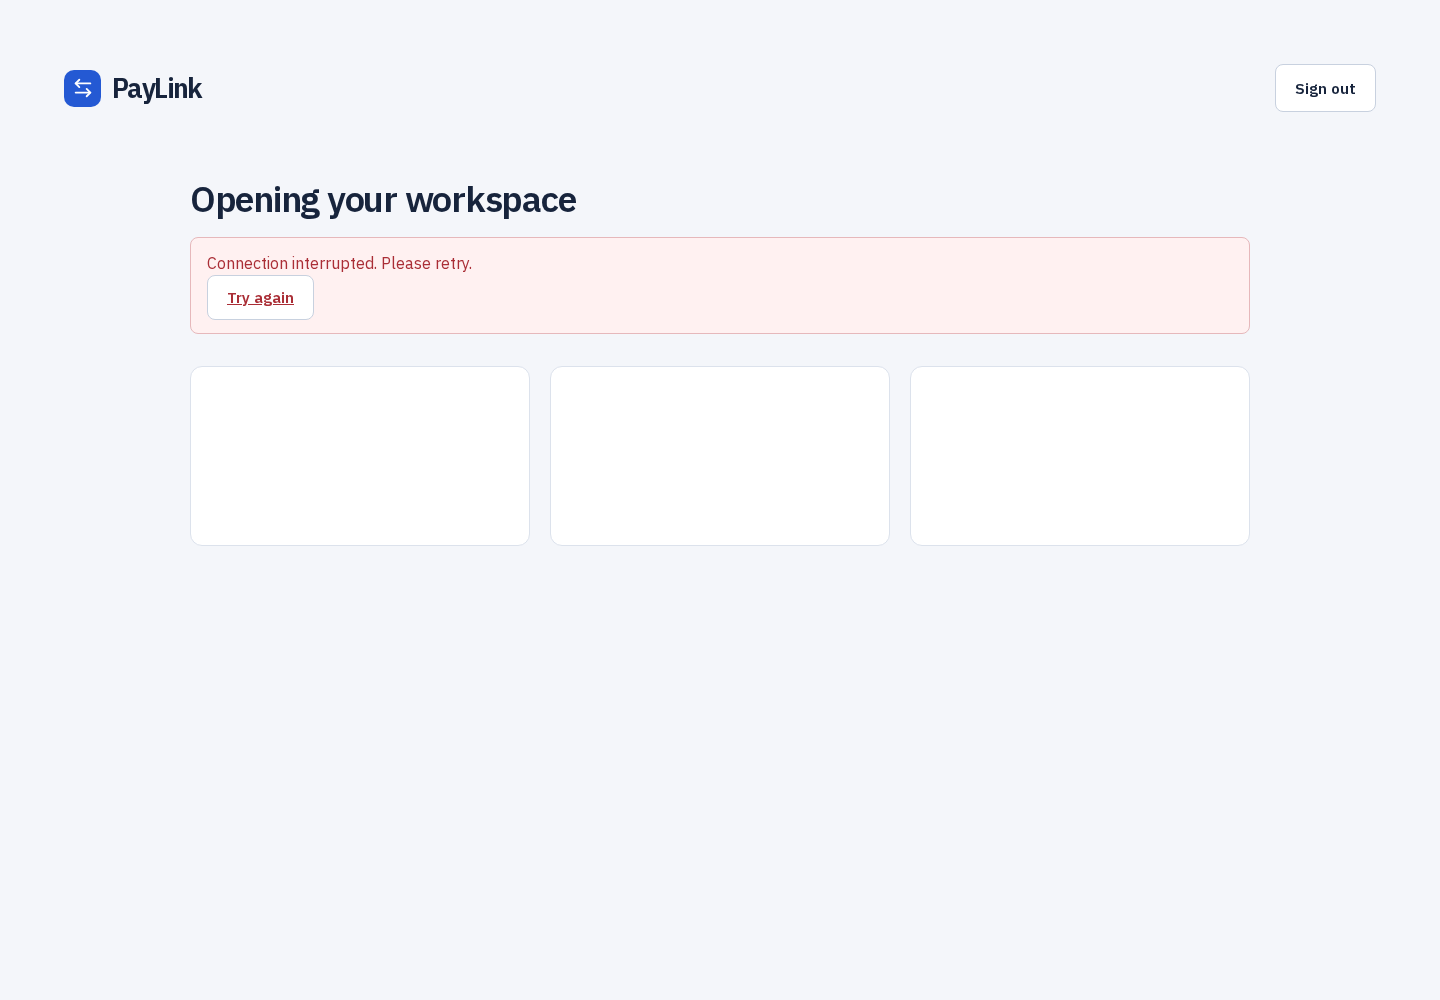 PayLink
Sign out
Opening your workspace
Connection interrupted. Please retry.
Try again